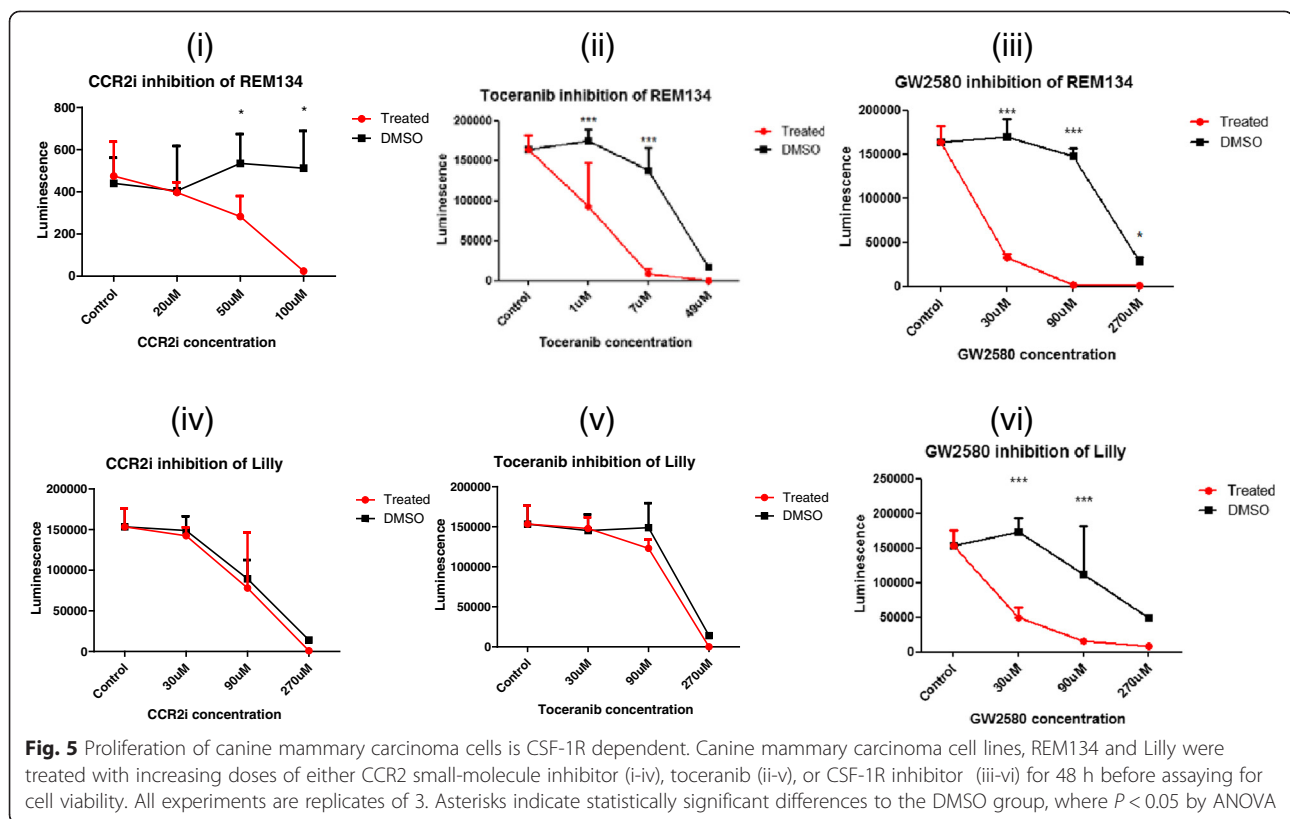 (i)
CCR2i inhibition of REM134
800
600
400
200
0
Luminescence
* *
Treated
DMSO
Control 20uM 50uM 100uM
CCR2i concentration
(ii)
Toceranib inhibition of REM134
200000
150000
100000
50000
0
Luminescence
*** ***
Treated
DMSO
Control 1uM 7uM 49uM
Toceranib concentration
(iii)
GW2580 inhibition of REM134
200000
150000
100000
50000
0
Luminescence
*** *** *
Treated
DMSO
Control 30uM 90uM 270uM
GW2580 concentration
(iv)
CCR2i inhibition of Lilly
200000
150000
100000
50000
0
Luminescence
Treated
DMSO
Control 30uM 90uM 270uM
CCR2i concentration
(v)
Toceranib inhibition of Lilly
200000
150000
100000
50000
0
Luminescence
Treated
DMSO
Control 30uM 90uM 270uM
Toceranib concentration
(vi)
GW2580 inhibition of Lilly
200000
150000
100000
50000
0
Luminescence
*** ***
Treated
DMSO
Control 30uM 90uM 270uM
GW2580 concentration
Fig. 5 Proliferation of canine mammary carcinoma cells is CSF-1R dependent. Canine mammary carcinoma cell lines, REM134 and Lilly were
treated with increasing doses of either CCR2 small-molecule inhibitor (i-iv), toceranib (ii-v), or CSF-1R inhibitor (iii-vi) for 48 h before assaying for
cell viability. All experiments are replicates of 3. Asterisks indicate statistically significant differences to the DMSO group, where P < 0.05 by ANOVA